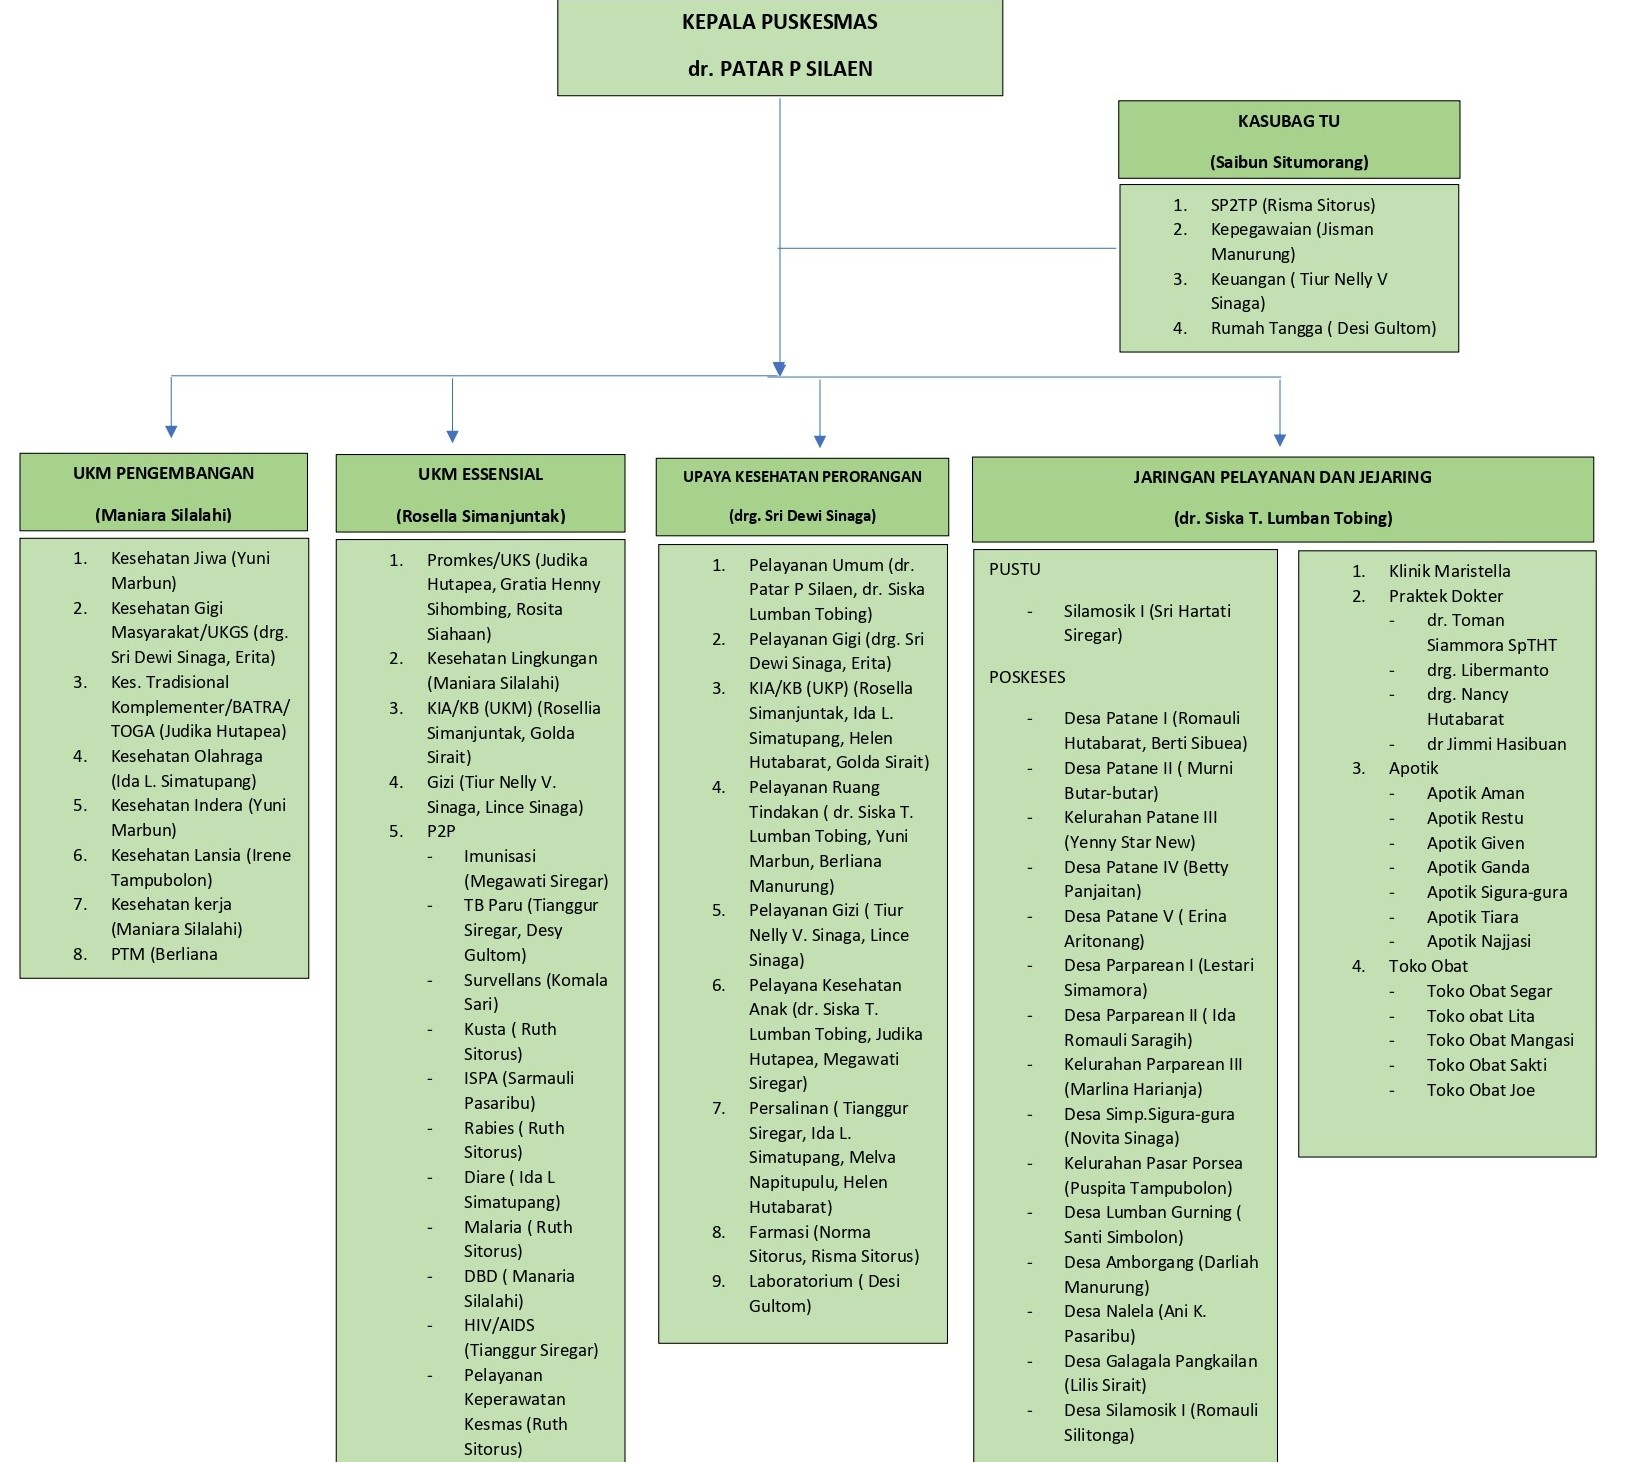 KEPALA PUSKESMAS
dr. PATAR P SILAEN
KASUBAG TU
(Saibun Situmorang)
1. SP2TP (Risma Sitorus)
2. Kepegawaian (Jisman
Manurung)
3. Keuangan ( Tiur Nelly V
Sinaga)
4. Rumah Tangga ( Desi Gultom)
UKM PENGEMBANGAN
(Maniara Silalahi)
1. Kesehatan Jiwa (Yuni
Marbun)
2. Kesehatan Gigi
Masyarakat/UKGS (drg.
Sri Dewi Sinaga, Erita)
3. Kes. Tradisional
Komplementer/BATRA/
TOGA (Judika Hutapea)
4. Kesehatan Olahraga
(Ida L. Simatupang)
5. Kesehatan Indera (Yuni
Marbun)
6. Kesehatan Lansia (Irene
Tampubolon)
7. Kesehatan kerja
(Maniara Silalahi)
8. PTM (Berliana
UKM ESSENSIAL
(Rosella Simanjuntak)
1. Promkes/UKS (Judika
Hutapea, Gratia Henny
Sihombing, Rosita
Siahaan)
2. Kesehatan Lingkungan
(Maniara Silalahi)
3. KIA/KB (UKM) (Rosellia
Simanjuntak, Golda
Sirait)
4. Gizi (Tiur Nelly V.
Sinaga, Lince Sinaga)
5. P2P
- Imunisasi
(Megawati Siregar)
- TB Paru (Tianggur
Siregar, Desy
Gultom)
- Survellans (Komala
Sari)
- Kusta ( Ruth
Sitorus)
- ISPA (Sarmauli
Pasaribu)
- Rabies ( Ruth
Sitorus)
- Diare ( Ida L
Simatupang)
- Malaria ( Ruth
Sitorus)
- DBD ( Manaria
Silalahi)
- HIV/AIDS
(Tianggur Siregar)
- Pelayanan
Keperawatan
Kesmas (Ruth
Sitorus)
UPAYA KESEHATAN PERORANGAN
(drg. Sri Dewi Sinaga)
1. Pelayanan Umum (dr.
Patar P Silaen, dr. Siska
Lumban Tobing)
2. Pelayanan Gigi (drg. Sri
Dewi Sinaga, Erita)
3. KIA/KB (UKP) (Rosella
Simanjuntak, Ida L.
Simatupang, Helen
Hutabarat, Golda Sirait)
4. Pelayanan Ruang
Tindakan ( dr. Siska T.
Lumban Tobing, Yuni
Marbun, Berliana
Manurung)
5. Pelayanan Gizi ( Tiur
Nelly V. Sinaga, Lince
Sinaga)
6. Pelayana Kesehatan
Anak (dr. Siska T.
Lumban Tobing, Judika
Hutapea, Megawati
Siregar)
7. Persalinan ( Tianggur
Siregar, Ida L.
Simatupang, Melva
Napitupulu, Helen
Hutabarat)
8. Farmasi (Norma
Sitorus, Risma Sitorus)
9. Laboratorium ( Desi
Gultom)
JARINGAN PELAYANAN DAN JEJARING
(dr. Siska T. Lumban Tobing)
PUSTU
- Silamosik I (Sri Hartati
Siregar)
POSKESES
- Desa Patane I (Romauli
Hutabarat, Berti Sibuea)
- Desa Patane II ( Murni
Butar-butar)
- Kelurahan Patane III
(Yenny Star New)
- Desa Patane IV (Betty
Panjaitan)
- Desa Patane V ( Erina
Aritonang)
- Desa Parparean I (Lestari
Simamora)
- Desa Parparean II ( Ida
Romauli Saragih)
- Kelurahan Parparean III
(Marlina Harianja)
- Desa Simp.Sigura-gura
(Novita Sinaga)
- Kelurahan Pasar Porsea
(Puspita Tampubolon)
- Desa Lumban Gurning (
Santi Simbolon)
- Desa Amborgang (Darliah
Manurung)
- Desa Nalela (Ani K.
Pasaribu)
- Desa Galagala Pangkailan
(Lilis Sirait)
- Desa Silamosik I (Romauli
Silitonga)
1. Klinik Maristella
2. Praktek Dokter
- dr. Toman
Siammora SpTHT
- drg. Libermanto
- drg. Nancy
Hutabarat
- dr Jimmi Hasibuan
3. Apotik
- Apotik Aman
- Apotik Restu
- Apotik Given
- Apotik Ganda
- Apotik Sigura-gura
- Apotik Tiara
- Apotik Najjasi
4. Toko Obat
- Toko Obat Segar
- Toko obat Lita
- Toko Obat Mangasi
- Toko Obat Sakti
- Toko Obat Joe